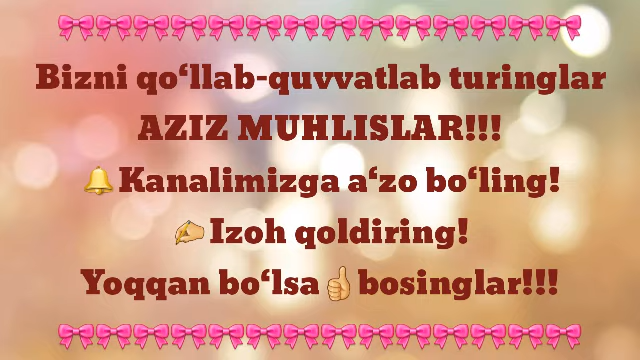 🎀🎀🎀🎀🎀🎀🎀🎀🎀🎀🎀🎀🎀🎀
Bizni qo‘llab-quvvatlab turinglar
AZIZ MUHLISLAR!!!
🔔Kanalimizga a‘zo bo‘ling!
✍Izoh qoldiring!
Yoqqan bo‘lsa👍bosinglar!!!
🎀🎀🎀🎀🎀🎀🎀🎀🎀🎀🎀🎀🎀🎀